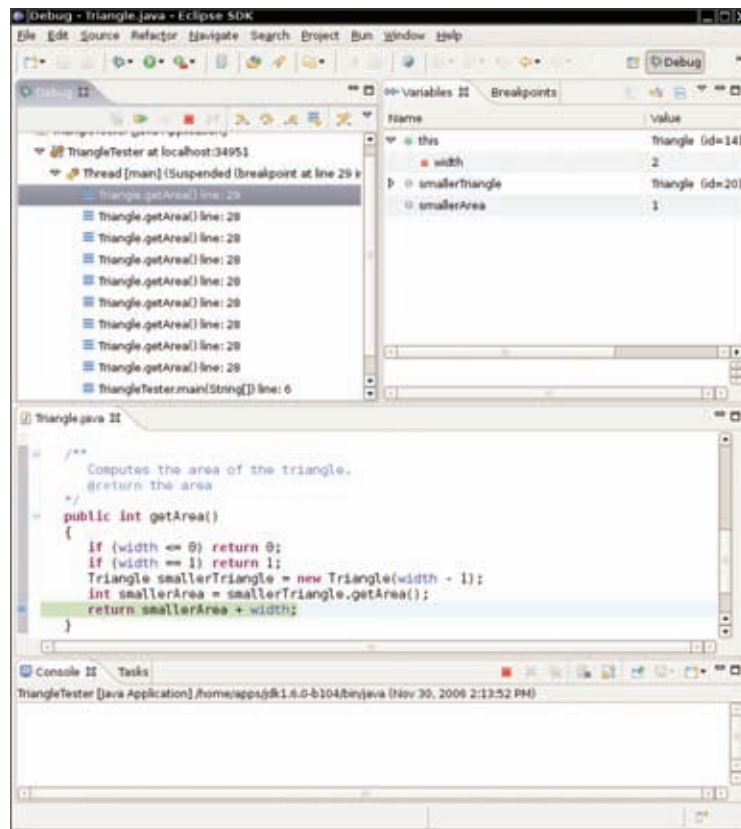 Debug - Triangle.java - Eclipse SDK
File Edit Source Refactor Navigate Search Project Run Window Help
Debug
Debug
TriangleTester at localhost:34951
Thread [main] (Suspended (breakpoint at line 29 i
Triangle.getArea() line: 29
Triangle.getArea() line: 28
Triangle.getArea() line: 28
Triangle.getArea() line: 28
Triangle.getArea() line: 28
Triangle.getArea() line: 28
Triangle.getArea() line: 28
Triangle.getArea() line: 28
Triangle.getArea() line: 28
TriangleTester.main(String[]) line: 6
Variables Breakpoints
Name Value
this Triangle (id=14)
width 2
smallerTriangle Triangle (id=20)
smallerArea 1
Triangle.java
/**
Computes the area of the triangle.
@return the area
*/
public int getArea()
{
if (width <= 0) return 0;
if (width == 1) return 1;
Triangle smallerTriangle = new Triangle(width - 1);
int smallerArea = smallerTriangle.getArea();
return smallerArea + width;
}
Console Tasks
TriangleTester [Java Application] /home/apps/jdk1.6.0-b104/bin/java (Nov 30, 2006 2:13:52 PM)